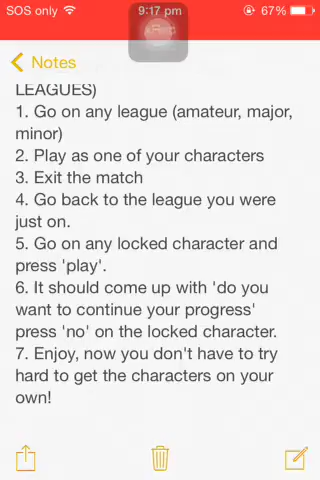 SOS only 9:17 pm 67%
Notes
LEAGUES)
1. Go on any league (amateur, major,
minor)
2. Play as one of your characters
3. Exit the match
4. Go back to the league you were
just on.
5. Go on any locked character and
press 'play'.
6. It should come up with 'do you
want to continue your progress'
press 'no' on the locked character.
7. Enjoy, now you don't have to try
hard to get the characters on your
own!